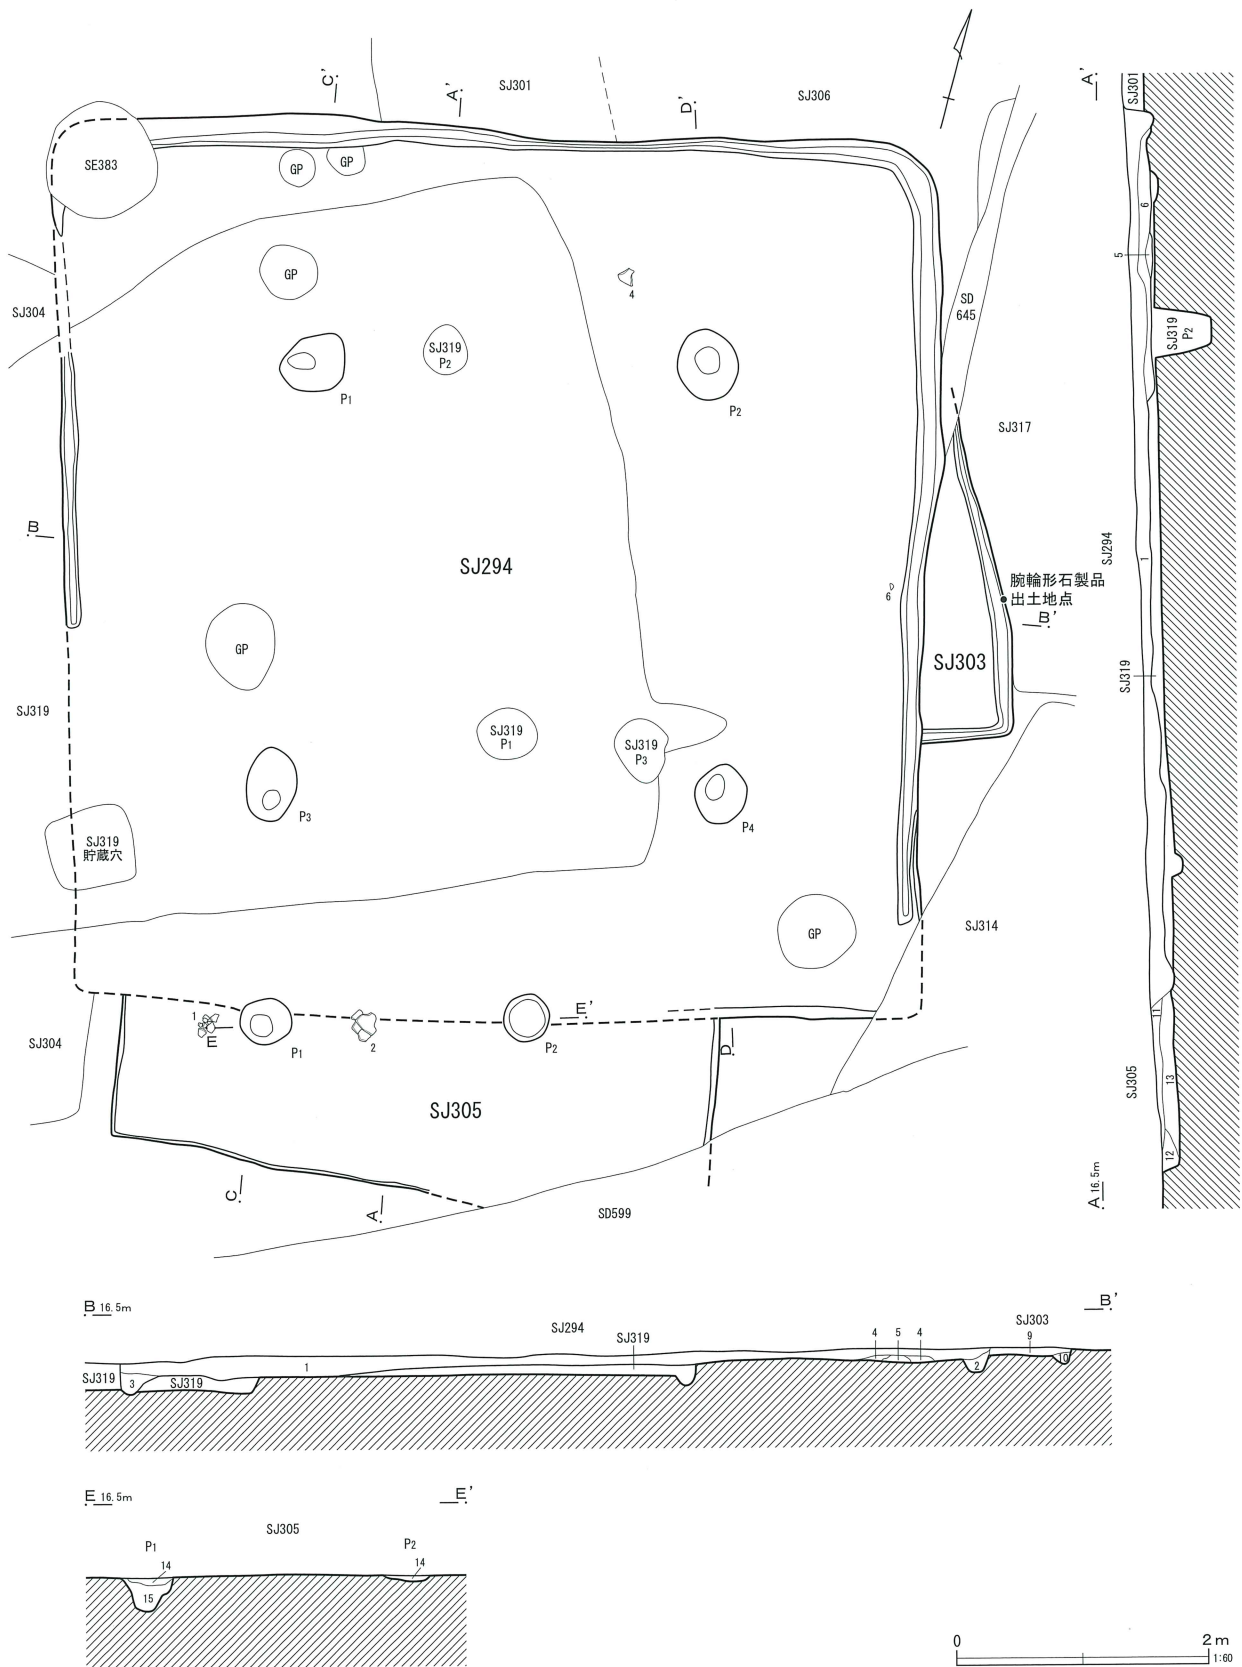 C'
A'
D'
SJ301
SJ306
A'
SJ301
SE383
GP
GP
6
5
GP
4
SD
645
SJ304
SJ319
P2
SJ319
P2
P1
P2
SJ317
B
SJ294
SJ294
1
腕輪形石製品
出土地点
6
B'
GP
SJ303
SJ319
SJ319
SJ319
P1
SJ319
P3
P3
P4
SJ319
貯蔵穴
GP
SJ314
1
E
P1
2
P2
E'
D
11
SJ304
SJ305
SJ305
13
12
C
A
SD599
A 16.5m
B 16.5m
B'
SJ294
SJ319
4 5 4
SJ303
9
SJ319
3
SJ319
1
2
10
E 16.5m
E'
SJ305
P1
P2
14
14
15
0 2m
1:60